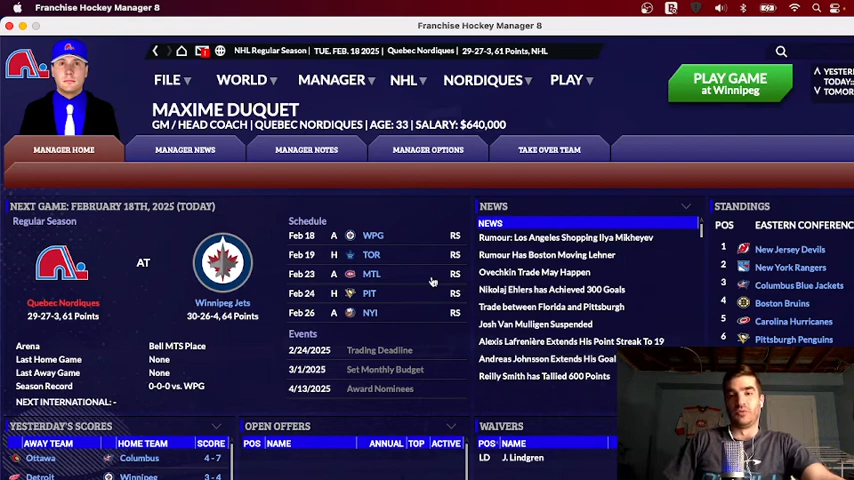 Franchise Hockey Manager 8
Franchise Hockey Manager 8
NHL Regular Season | TUE. FEB. 18 2025 | Quebec Nordiques | 29-27-3, 61 Points, NHL
FILE WORLD MANAGER NHL NORDIQUES PLAY
PLAY GAME
at Winnipeg
YESTER
TODAY:
TOMOR
MAXIME DUQUET
GM / HEAD COACH | QUEBEC NORDIQUES | AGE: 33 | SALARY: $640,000
MANAGER HOME MANAGER NEWS MANAGER NOTES MANAGER OPTIONS TAKE OVER TEAM
NEXT GAME: FEBRUARY 18TH, 2025 (TODAY)
Regular Season
AT
Quebec Nordiques
29-27-3, 61 Points
Winnipeg Jets
30-26-4, 64 Points
Arena Bell MTS Place
Last Home Game None
Last Away Game None
Season Record 0-0-0 vs. WPG
NEXT INTERNATIONAL: -
Schedule
Feb 18 A WPG RS
Feb 19 H TOR RS
Feb 23 A MTL RS
Feb 24 H PIT RS
Feb 26 A NYI RS
Events
2/24/2025 Trading Deadline
3/1/2025 Set Monthly Budget
4/13/2025 Award Nominees
NEWS
NEWS
Rumour: Los Angeles Shopping Ilya Mikheyev
Rumour Has Boston Moving Lehner
Ovechkin Trade May Happen
Nikolaj Ehlers has Achieved 300 Goals
Trade between Florida and Pittsburgh
Josh Van Mulligen Suspended
Alexis Lafrenière Extends His Point Streak To 19
Andreas Johnsson Extends His Goal
Reilly Smith has Tallied 600 Points
STANDINGS
POS EASTERN CONFERENC
1 New Jersey Devils
2 New York Rangers
3 Columbus Blue Jackets
4 Boston Bruins
5 Carolina Hurricanes
6 Pittsburgh Penguins
YESTERDAY'S SCORES
AWAY TEAM HOME TEAM SCORE
Ottawa Columbus 4 - 7
Detroit Winnipeg 3 - 4
OPEN OFFERS
POS NAME ANNUAL TOP ACTIVE
WAIVERS
POS NAME
LD J. Lindgren